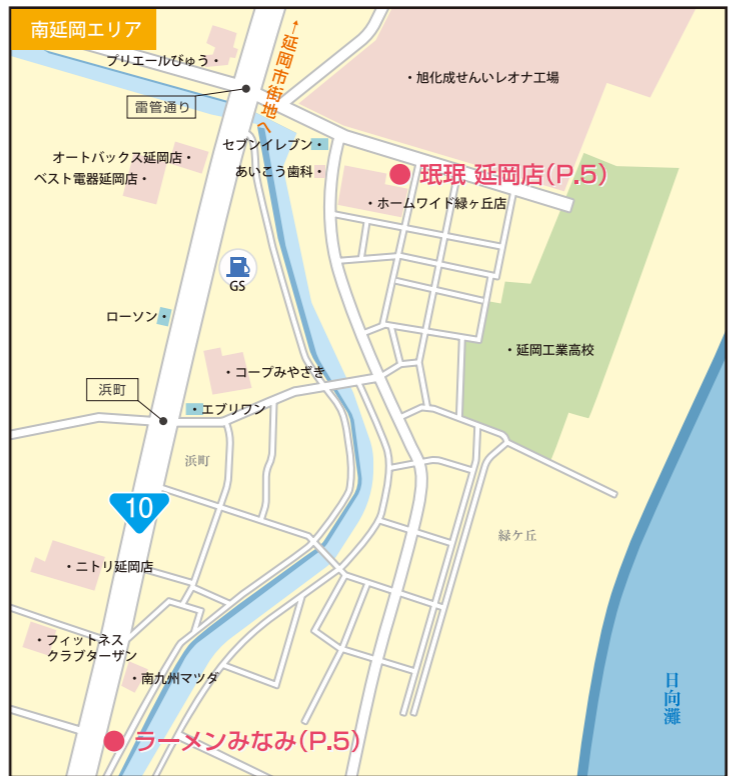 南延岡エリア
←延岡市街地へ
プリエールびゅう・
・旭化成せんいレオナ工場
雷管通り
セブンイレブン・
オートバックス延岡店・
あいこう歯科・
珉珉 延岡店(P.5)
ベスト電器延岡店・
・ホームワイド緑ヶ丘店
GS
ローソン・
・延岡工業高校
・コープみやざき
浜町
・エブリワン
浜町
10
緑ケ丘
・ニトリ延岡店
・フィットネス
クラブターザン
・南九州マツダ
日向灘
ラーメンみなみ(P.5)